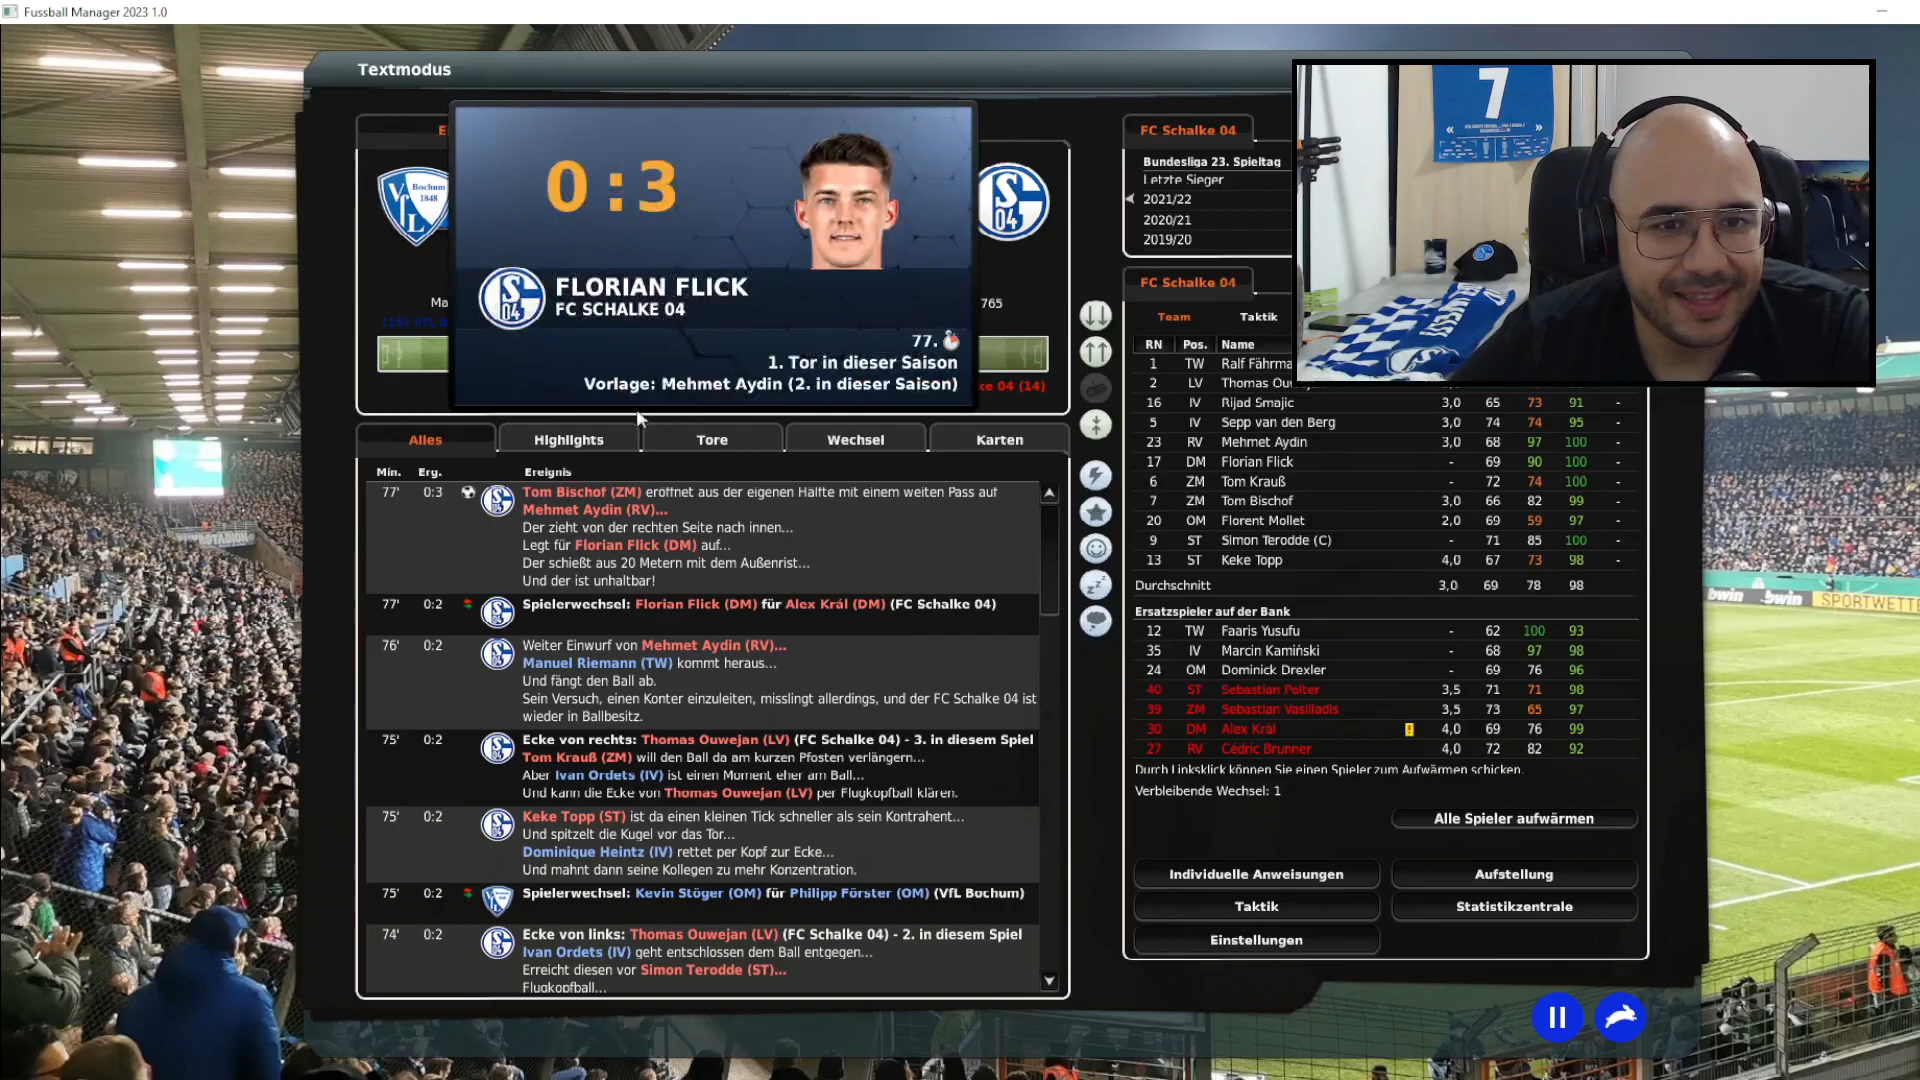 Fussball Manager 2023 1.0
Textmodus
0 : 3
FLORIAN FLICK
FC SCHALKE 04
77.
1. Tor in dieser Saison
Vorlage: Mehmet Aydin (2. in dieser Saison)
VfL
Bochum
1848
S
04
S
04
Ma
765
(18) VfL B
ke 04 (14)
Alles
Highlights
Tore
Wechsel
Karten
Min. Erg. Ereignis
77' 0:3 Tom Bischof (ZM) eröffnet aus der eigenen Hälfte mit einem weiten Pass auf
Mehmet Aydin (RV)...
Der zieht von der rechten Seite nach innen...
Legt für Florian Flick (DM) auf...
Der schießt aus 20 Metern mit dem Außenrist...
Und der ist unhaltbar!
77' 0:2 Spielerwechsel: Florian Flick (DM) für Alex Král (DM) (FC Schalke 04)
76' 0:2 Weiter Einwurf von Mehmet Aydin (RV)...
Manuel Riemann (TW) kommt heraus...
Und fängt den Ball ab.
Sein Versuch, einen Konter einzuleiten, misslingt allerdings, und der FC Schalke 04 ist
wieder in Ballbesitz.
75' 0:2 Ecke von rechts: Thomas Ouwejan (LV) (FC Schalke 04) - 3. in diesem Spiel
Tom Krauß (ZM) will den Ball da am kurzen Pfosten verlängern...
Aber Ivan Ordets (IV) ist einen Moment eher am Ball...
Und kann die Ecke von Thomas Ouwejan (LV) per Flugkopfball klären.
75' 0:2 Keke Topp (ST) ist da einen kleinen Tick schneller als sein Kontrahent...
Und spitzelt die Kugel vor das Tor...
Dominique Heintz (IV) rettet per Kopf zur Ecke...
Und mahnt dann seine Kollegen zu mehr Konzentration.
75' 0:2 Spielerwechsel: Kevin Stöger (OM) für Philipp Förster (OM) (VfL Bochum)
74' 0:2 Ecke von links: Thomas Ouwejan (LV) (FC Schalke 04) - 2. in diesem Spiel
Ivan Ordets (IV) geht entschlossen dem Ball entgegen...
Erreicht diesen vor Simon Terodde (ST)...
Flugkopfball...
FC Schalke 04
Bundesliga 23. Spieltag
Letzte Sieger
2021/22
2020/21
2019/20
FC Schalke 04
Team
Taktik
RN Pos. Name
1 TW Ralf Fährma
2 LV Thomas Ou
16 IV Rijad Smajic 3,0 65 73 91 -
5 IV Sepp van den Berg 3,0 74 74 95 -
23 RV Mehmet Aydin 3,0 68 97 100 -
17 DM Florian Flick - 69 90 100 -
6 ZM Tom Krauß - 72 74 100 -
7 ZM Tom Bischof 3,0 66 82 99 -
20 OM Florent Mollet 2,0 69 59 97 -
9 ST Simon Terodde (C) - 71 85 100 -
13 ST Keke Topp 4,0 67 73 98 -
Durchschnitt 3,0 69 78 98
Ersatzspieler auf der Bank
12 TW Faaris Yusufu - 62 100 93
35 IV Marcin Kamiński - 68 97 98
24 OM Dominick Drexler - 69 76 96
40 ST Sebastian Polter 3,5 71 71 98
39 ZM Sebastian Vasiliadis 3,5 73 65 97
30 DM Alex Král ! 4,0 69 76 99
27 RV Cédric Brunner 4,0 72 82 92
Durch Linksklick können Sie einen Spieler zum Aufwärmen schicken.
Verbleibende Wechsel: 1
Alle Spieler aufwärmen
Individuelle Anweisungen
Aufstellung
Taktik
Statistikzentrale
Einstellungen
7
bwin
bwin
SPORTWETTE